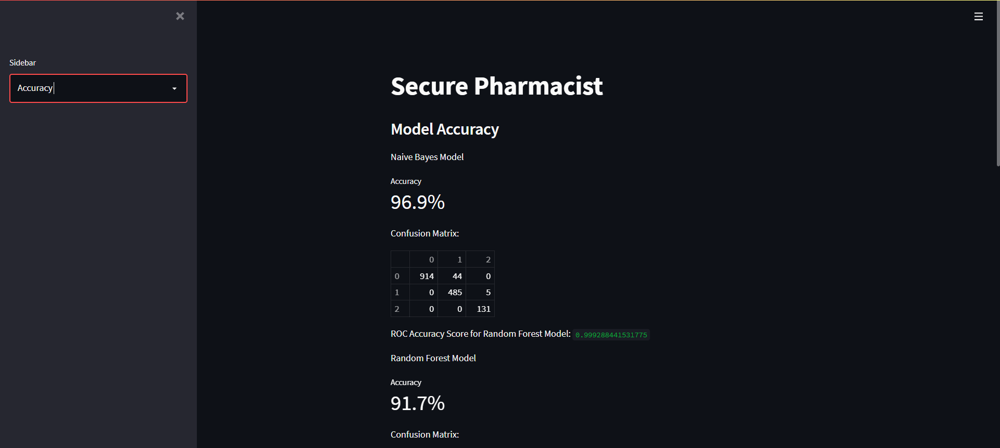 Sidebar
Accuracy
Secure Pharmacist
Model Accuracy
Naive Bayes Model
Accuracy
96.9%
Confusion Matrix:
0 1 2
0 914 44 0
1 0 485 5
2 0 0 131
ROC Accuracy Score for Random Forest Model: 0.999288441531775
Random Forest Model
Accuracy
91.7%
Confusion Matrix: